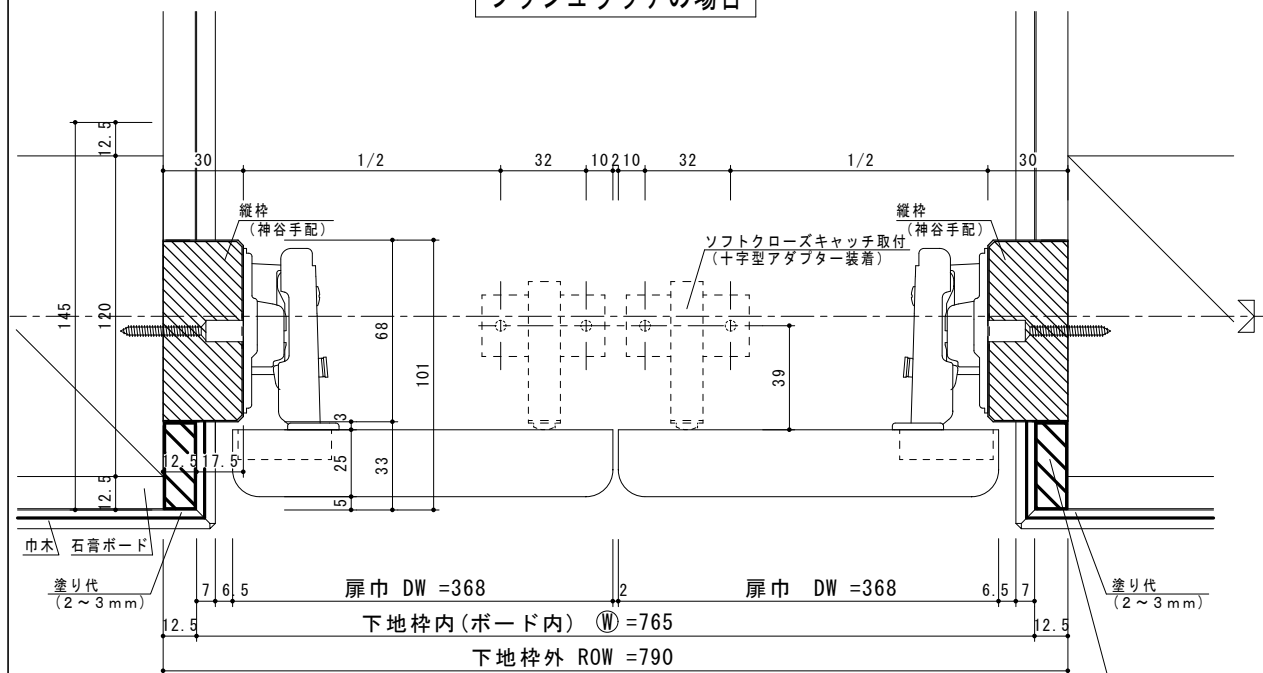 の場合
12.5
30
1/2
32
10
2
10
32
1/2
30
縦枠
(神谷手配)
縦枠
(神谷手配)
ソフトクローズキャッチ取付
(十字型アダプター装着)
145
120
68
101
39
3
12.5
17.5
25
33
12.5
5
巾木
石膏ボード
塗り代
(2~3mm)
塗り代
(2~3mm)
7
6.5
扉巾 DW =368
2
扉巾 DW =368
6.5
7
12.5
下地枠内(ボード内) Ⓦ =765
12.5
下地枠外 ROW =790